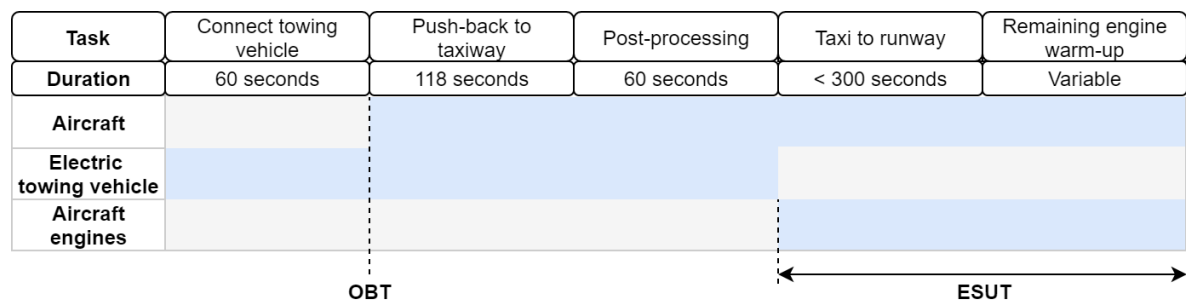 Task
Connect towing
vehicle
Push-back to
taxiway
Post-processing
Taxi to runway
Remaining engine
warm-up
Duration
60 seconds
118 seconds
60 seconds
< 300 seconds
Variable
Aircraft
Electric
towing vehicle
Aircraft
engines
OBT
ESUT